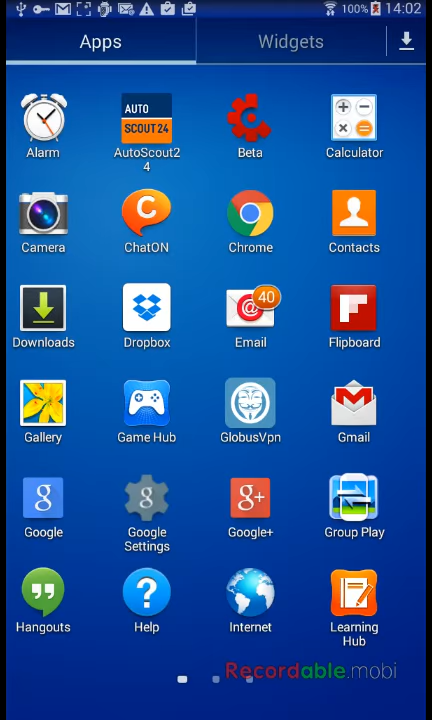 100% 14:02
Apps Widgets
Alarm AutoScout2 Beta Calculator
4
AUTO
SCOUT24
Camera ChatON Chrome Contacts
C
Downloads Dropbox Email Flipboard
@ 40
Gallery Game Hub GlobusVpn Gmail
Google Google Google+ Group Play
Settings
g g g+
Hangouts Help Internet Learning
Hub
?
Recordable.mobi